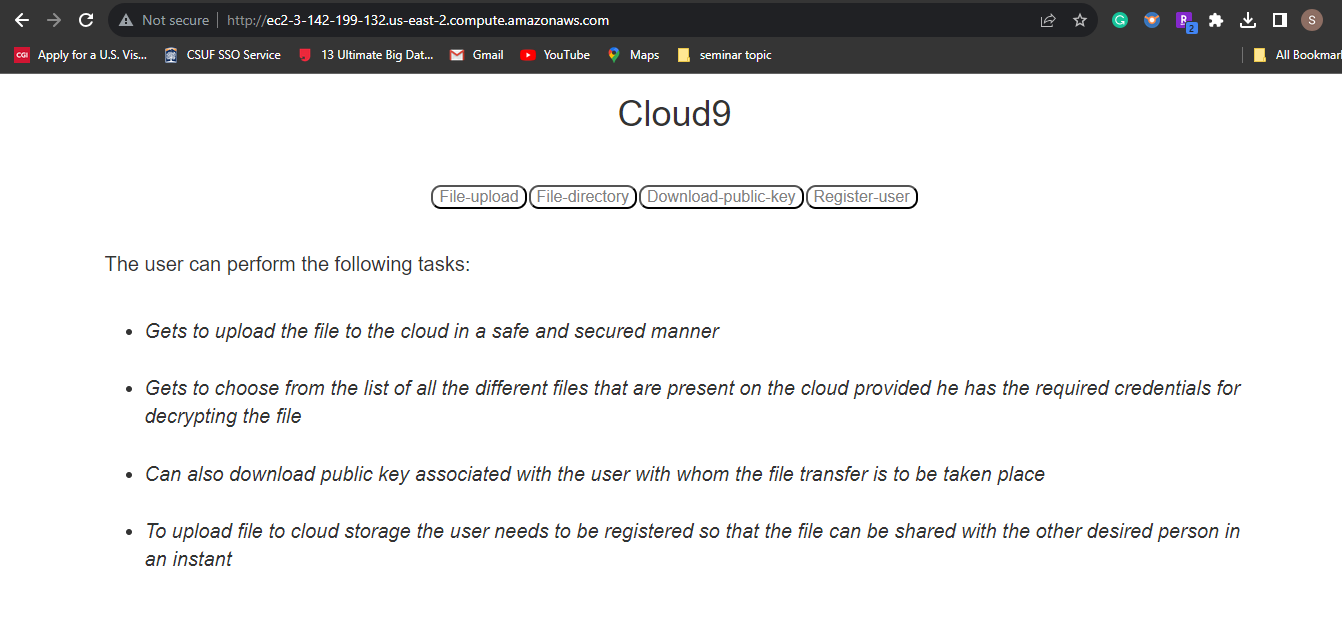 Not secure http://ec2-3-142-199-132.us-east-2.compute.amazonaws.com
G R 2 S
CGI Apply for a U.S. Vis... CSUF SSO Service 13 Ultimate Big Dat... Gmail YouTube Maps seminar topic All Bookmar
Cloud9
File-upload File-directory Download-public-key Register-user
The user can perform the following tasks:
• Gets to upload the file to the cloud in a safe and secured manner
• Gets to choose from the list of all the different files that are present on the cloud provided he has the required credentials for
decrypting the file
• Can also download public key associated with the user with whom the file transfer is to be taken place
• To upload file to cloud storage the user needs to be registered so that the file can be shared with the other desired person in
an instant